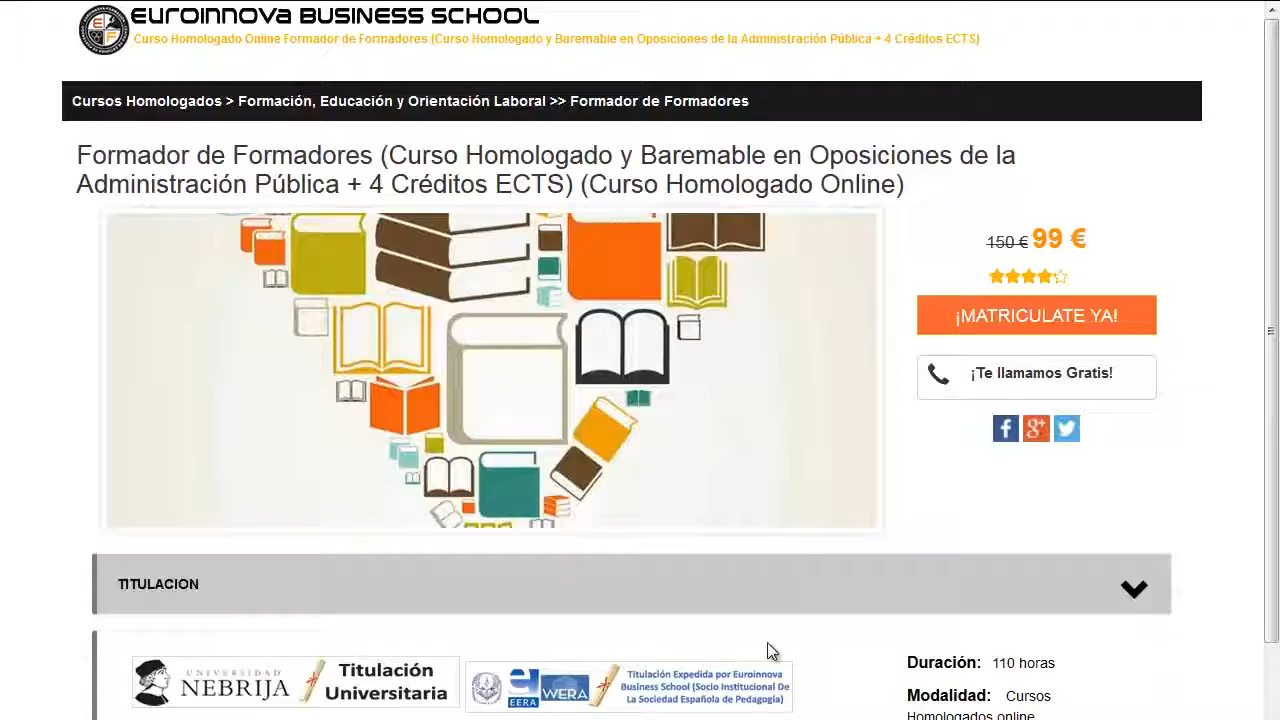 EUROINNOVA BUSINESS SCHOOL
Curso Homologado Online Formador de Formadores (Curso Homologado y Baremable en Oposiciones de la Administración Pública + 4 Créditos ECTS)
Cursos Homologados > Formación, Educación y Orientación Laboral >> Formador de Formadores
Formador de Formadores (Curso Homologado y Baremable en Oposiciones de la
Administración Pública + 4 Créditos ECTS) (Curso Homologado Online)
150 € 99 €
¡MATRICULATE YA!
¡Te llamamos Gratis!
TITULACION
UNIVERSIDAD
NEBRIJA
Titulación
Universitaria
EERA
WERA
Titulación Expedida por Euroinnova
Business School (Socio Institucional De
La Sociedad Española de Pedagogía)
Duración: 110 horas
Modalidad: Cursos
Homologados online